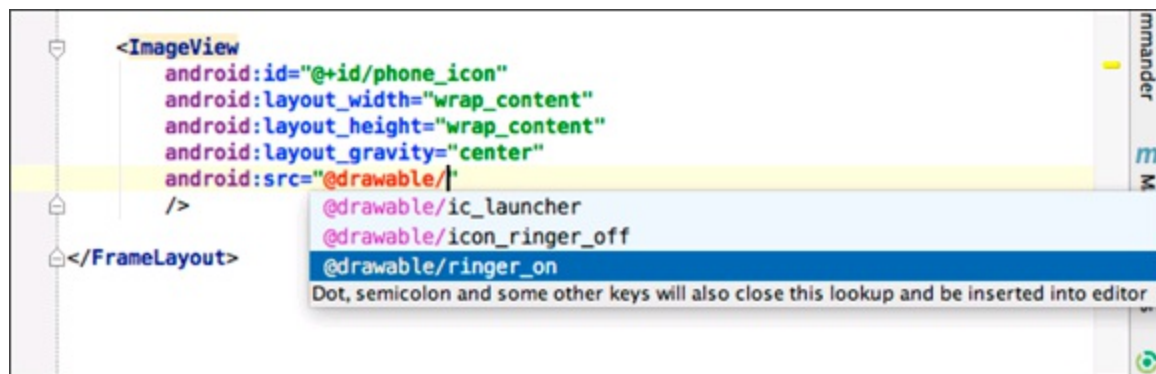 <ImageView
android:id="@+id/phone_icon"
android:layout_width="wrap_content"
android:layout_height="wrap_content"
android:layout_gravity="center"
android:src="@drawable/"
/>
@drawable/ic_launcher
@drawable/icon_ringer_off
@drawable/ringer_on
Dot, semicolon and some other keys will also close this lookup and be inserted into editor
</FrameLayout>
mmander
m